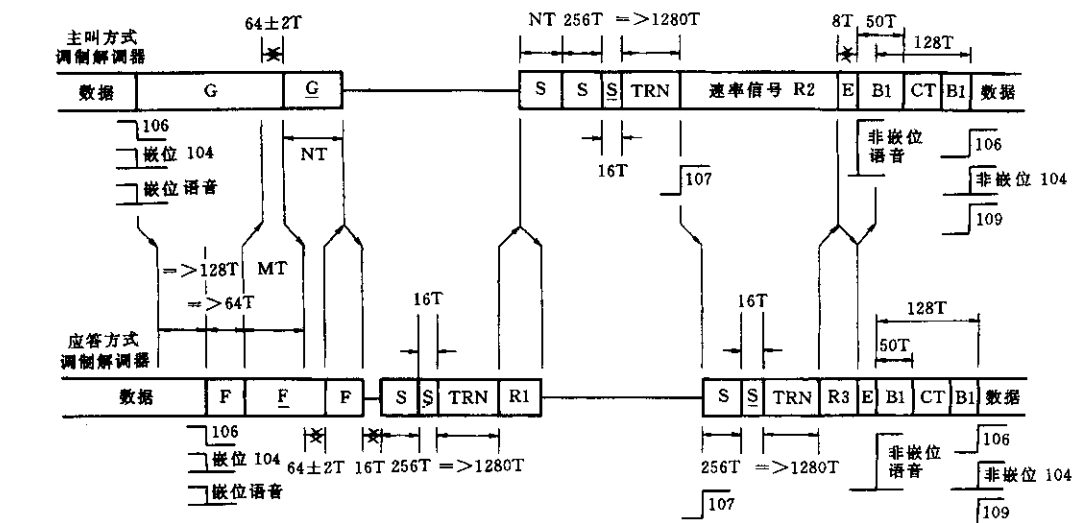 64±2T NT 256T =>1280T 8T 50T
主叫方式
调制解调器
128T
数据 G G S S S TRN 速率信号 R2 E B1 CT B1 数据
106
嵌位 104
嵌位语音
NT
16T
107
非嵌位
语音
106
非嵌位 104
109
=>128T MT
=>64T
16T
16T
128T
50T
应答方式
调制解调器
数据 F F F S S TRN R1 S S TRN R3 E B1 CT B1 数据
106
嵌位 104
嵌位语音
64±2T 16T 256T =>1280T
256T =>1280T
107
非嵌位
语音
106
非嵌位 104
109